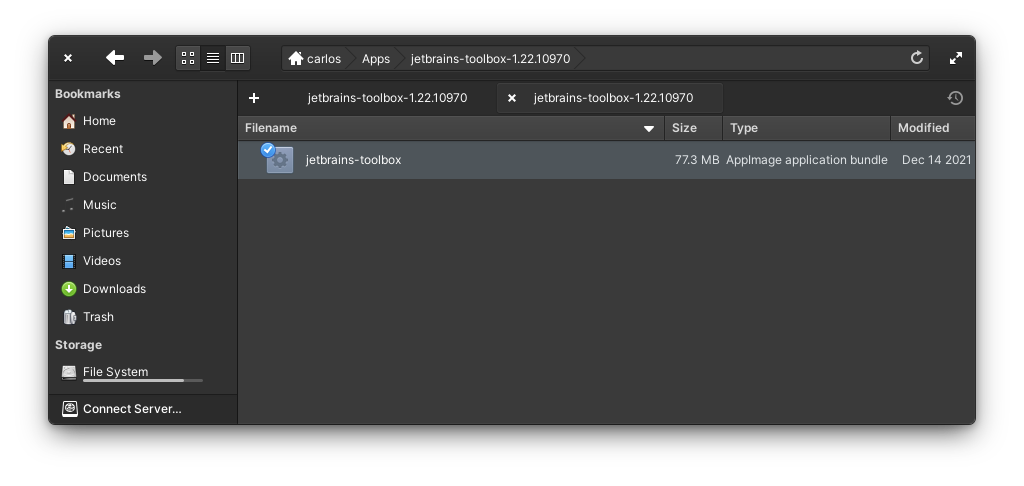 carlos Apps jetbrains-toolbox-1.22.10970
Bookmarks
Home
Recent
Documents
Music
Pictures
Videos
Downloads
Trash
Storage
File System
Connect Server...
jetbrains-toolbox-1.22.10970 jetbrains-toolbox-1.22.10970
Filename Size Type Modified
jetbrains-toolbox 77.3 MB AppImage application bundle Dec 14 2021